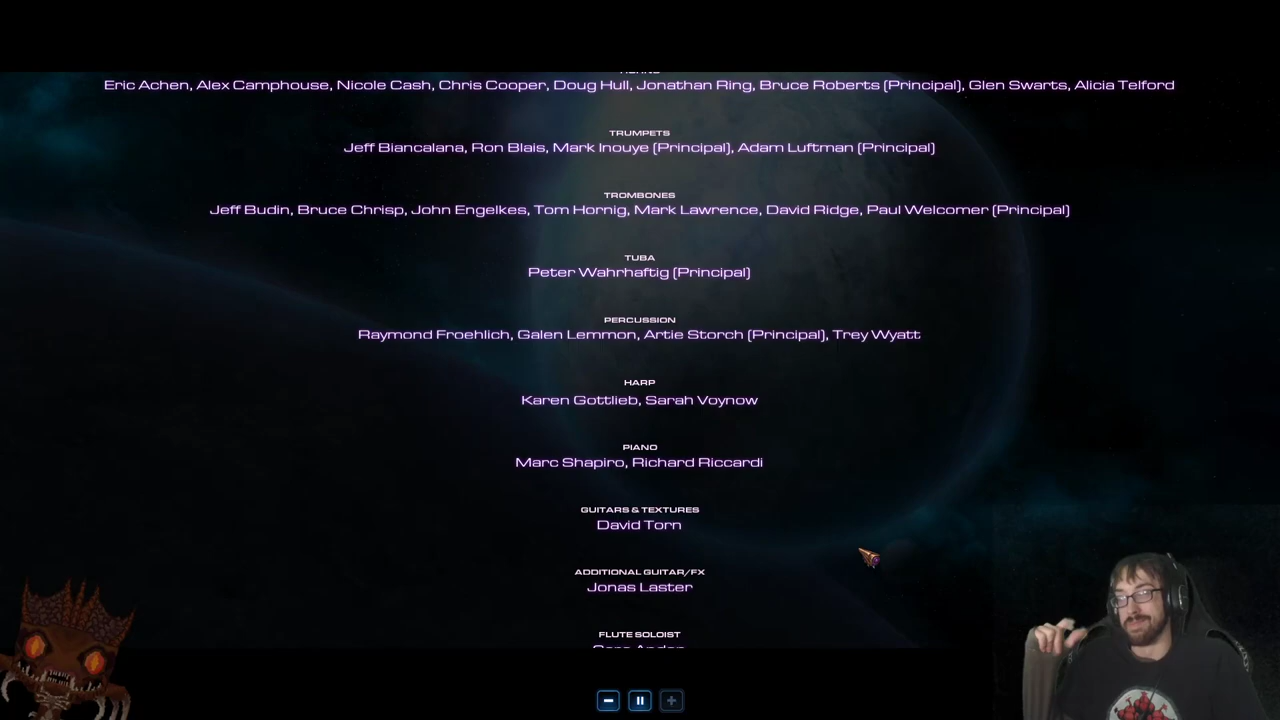 Eric Achen, Alex Camphouse, Nicole Cash, Chris Cooper, Doug Hull, Jonathan Ring, Bruce Roberts (Principal), Glen Swarts, Alicia Telford
TRUMPETS
Jeff Biancalana, Ron Blais, Mark Inouye (Principal), Adam Luftman (Principal)
TROMBONES
Jeff Budin, Bruce Chrisp, John Engelkes, Tom Hornig, Mark Lawrence, David Ridge, Paul Welcomer (Principal)
TUBA
Peter Wahrhaftig (Principal)
PERCUSSION
Raymond Froehlich, Galen Lemmon, Artie Storch (Principal), Trey Wyatt
HARP
Karen Gottlieb, Sarah Voynow
PIANO
Marc Shapiro, Richard Riccardi
GUITARS & TEXTURES
David Torn
ADDITIONAL GUITAR/FX
Jonas Laster
FLUTE SOLOIST